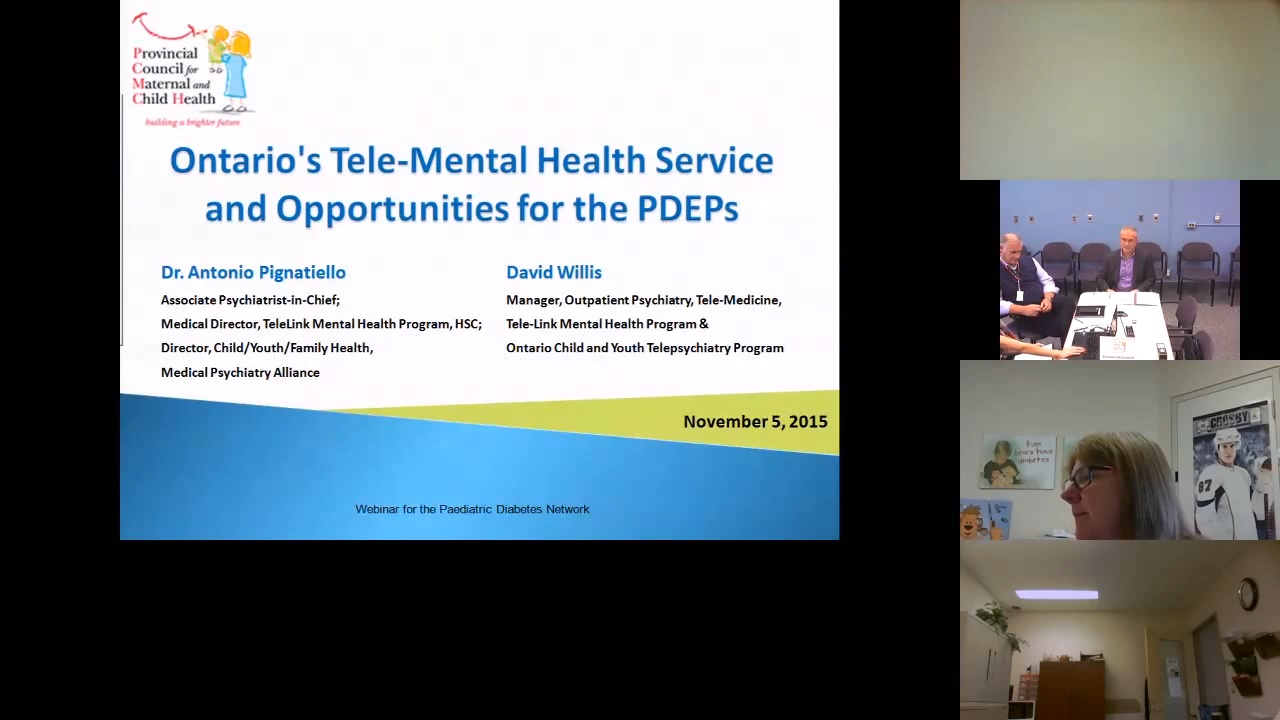 Provincial
Council for
Maternal and
Child Health
building a brighter future
Ontario's Tele-Mental Health Service
and Opportunities for the PDEPs
Dr. Antonio Pignatiello
Associate Psychiatrist-in-Chief;
Medical Director, TeleLink Mental Health Program, HSC;
Director, Child/Youth/Family Health,
Medical Psychiatry Alliance
David Willis
Manager, Outpatient Psychiatry, Tele-Medicine,
Tele-Link Mental Health Program &
Ontario Child and Youth Telepsychiatry Program
November 5, 2015
Webinar for the Paediatric Diabetes Network
Even
bears have
diabetes
CROSBY
87